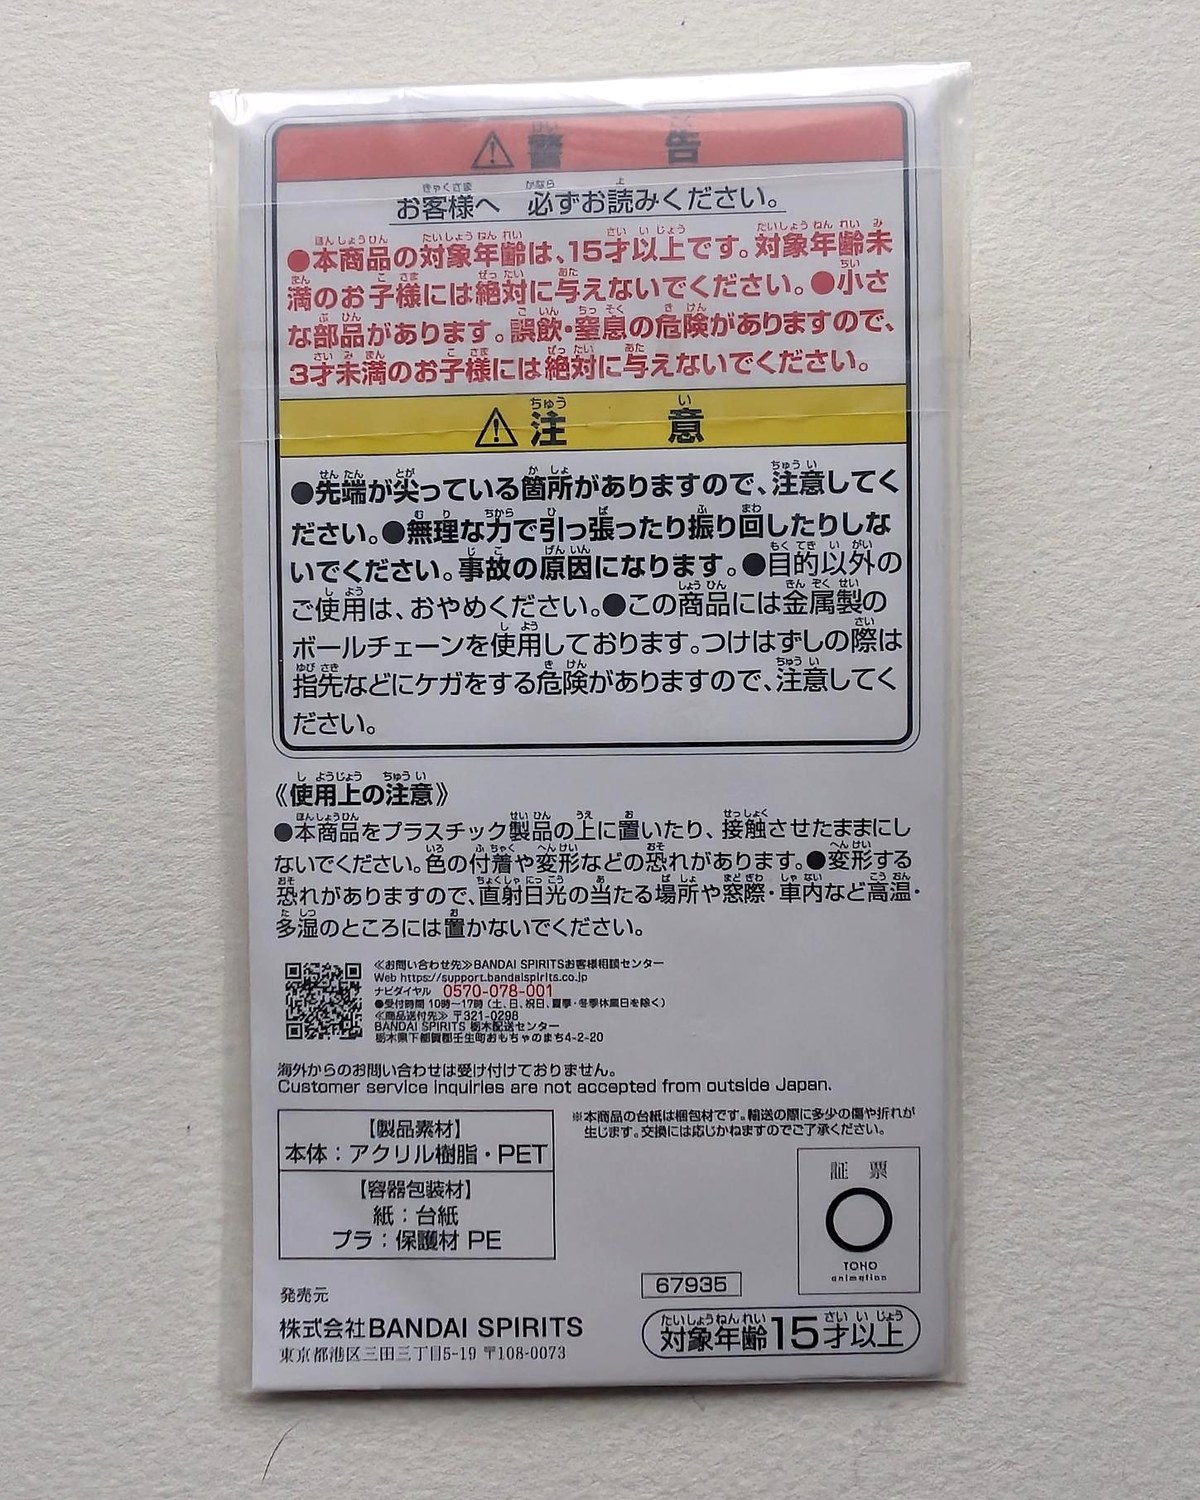 ⚠警告
お客様へ 必ずお読みください。
●本商品の対象年齢は、15才以上です。対象年齢未
満のお子様には絶対に与えないでください。●小さ
な部品があります。誤飲・窒息の危険がありますので、
3才未満のお子様には絶対に与えないでください。
⚠注意
●先端が尖っている箇所がありますので、注意してく
ださい。●無理な力で引っ張ったり振り回したりしな
いでください。事故の原因になります。●目的以外の
ご使用は、おやめください。●この商品には金属製の
ボールチェーンを使用しております。つけはずしの際は
指先などにケガをする危険がありますので、注意してく
ださい。
《使用上の注意》
●本商品をプラスチック製品の上に置いたり、接触させたままにし
ないでください。色の付着や変形などの恐れがあります。●変形する
恐れがありますので、直射日光の当たる場所や窓際・車内など高温・
多湿のところには置かないでください。
≪お問い合わせ先≫BANDAI SPIRITSお客様相談センター
Web https://support.bandaispirits.co.jp
ナビダイヤル 0570-078-001
●受付時間 10時〜17時(土、日、祝日、夏季・冬季休業日を除く)
≪商品送付先≫〒321-0298
BANDAI SPIRITS 栃木配送センター
栃木県下都賀郡壬生町おもちゃのまち4-2-20
海外からのお問い合わせは受け付けておりません。
Customer service inquiries are not accepted from outside Japan.
【製品素材】
本体：アクリル樹脂・PET
【容器包装材】
紙：台紙
プラ：保護材 PE
※本商品の台紙は梱包材です。輸送の際に多少の傷や折れが
生じます。交換には応じかねますのでご了承ください。
証票
TOHO
animation
67935
対象年齢15才以上
発売元
株式会社BANDAI SPIRITS
東京都港区三田三丁目5-19 〒108-0073